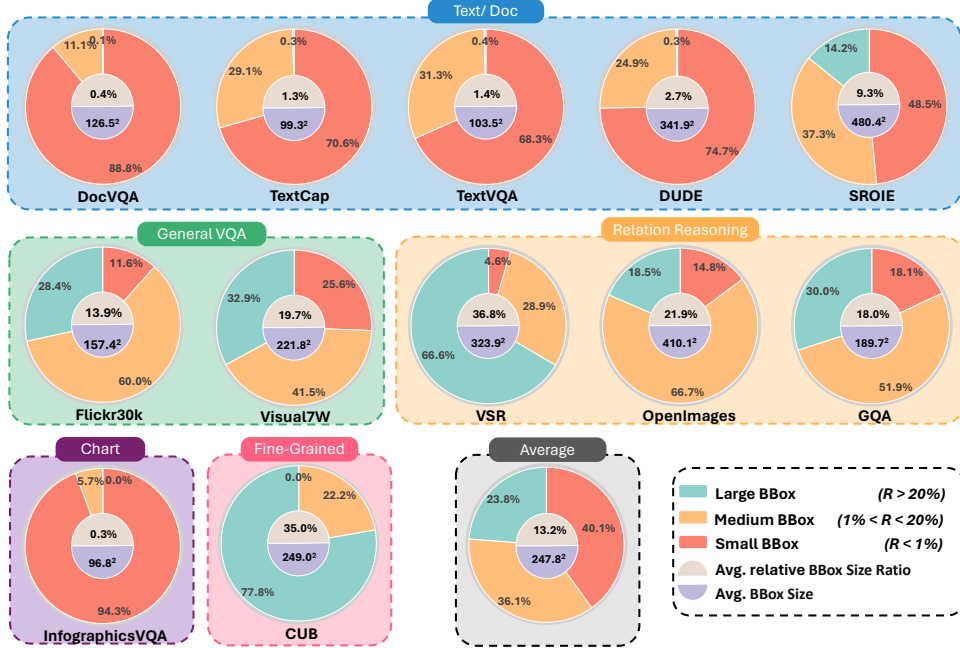 Text/ Doc
11.1% 0.1%
0.4%
126.5²
88.8%
DocVQA
0.3%
29.1%
1.3%
99.3²
70.6%
TextCap
0.4%
31.3%
1.4%
103.5²
68.3%
TextVQA
0.3%
24.9%
2.7%
341.9²
74.7%
DUDE
14.2%
9.3%
48.5%
480.4²
37.3%
SROIE
General VQA
11.6%
28.4%
13.9%
157.4²
60.0%
Flickr30k
25.6%
32.9%
19.7%
221.8²
41.5%
Visual7W
Relation Reasoning
4.6%
36.8%
28.9%
323.9²
66.6%
VSR
18.5%
14.8%
21.9%
410.1²
66.7%
OpenImages
18.1%
30.0%
18.0%
189.7²
51.9%
GQA
Chart
5.7% 0.0%
0.3%
96.8²
94.3%
InfographicsVQA
Fine-Grained
0.0%
22.2%
35.0%
249.0²
77.8%
CUB
Average
23.8%
13.2%
40.1%
247.8²
36.1%
Large BBox (R > 20%)
Medium BBox (1% < R < 20%)
Small BBox (R < 1%)
Avg. relative BBox Size Ratio
Avg. BBox Size